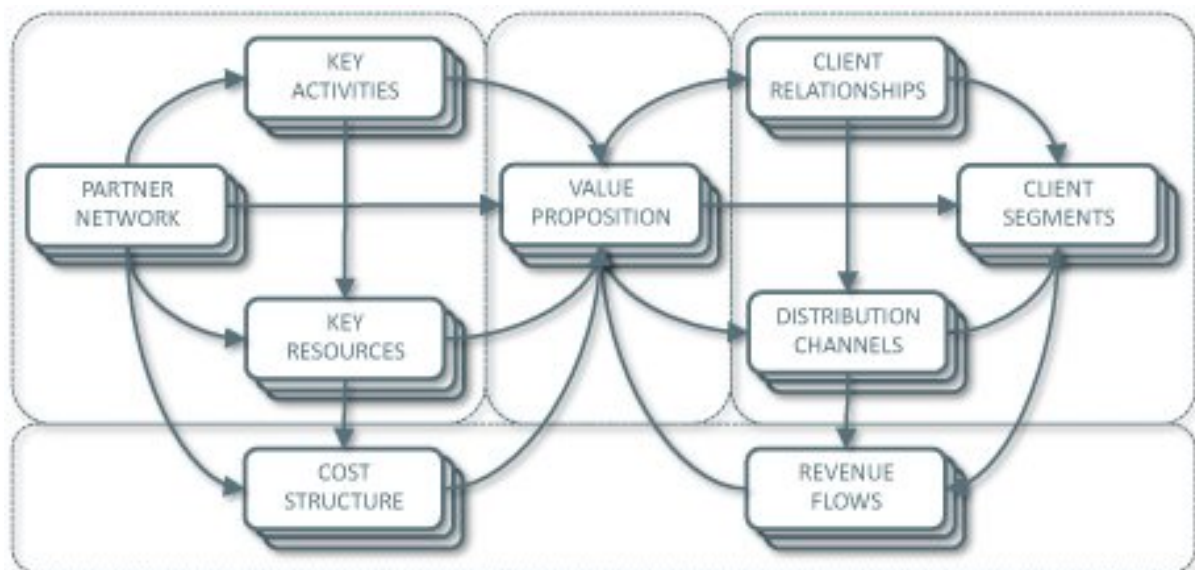 KEY
ACTIVITIES
CLIENT
RELATIONSHIPS
PARTNER
NETWORK
VALUE
PROPOSITION
CLIENT
SEGMENTS
KEY
RESOURCES
DISTRIBUTION
CHANNELS
COST
STRUCTURE
REVENUE
FLOWS